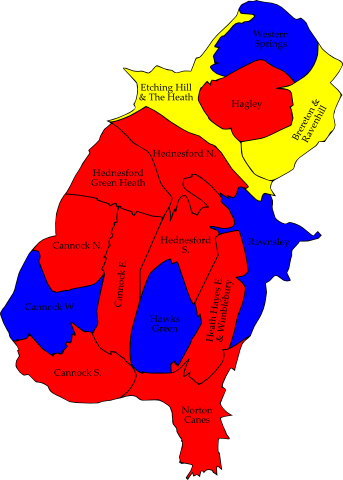 Western
Springs
Etching Hill
& The Heath
Hagley
Brereton &
Ravenhill
Hednesford N.
Hednesford
Green Heath
Cannock N.
Hednesford
S.
Rawnsley
Cannock E.
Heath Hayes E.
& Wimblebury
Cannock W.
Hawks
Green
Cannock S.
Norton
Canes